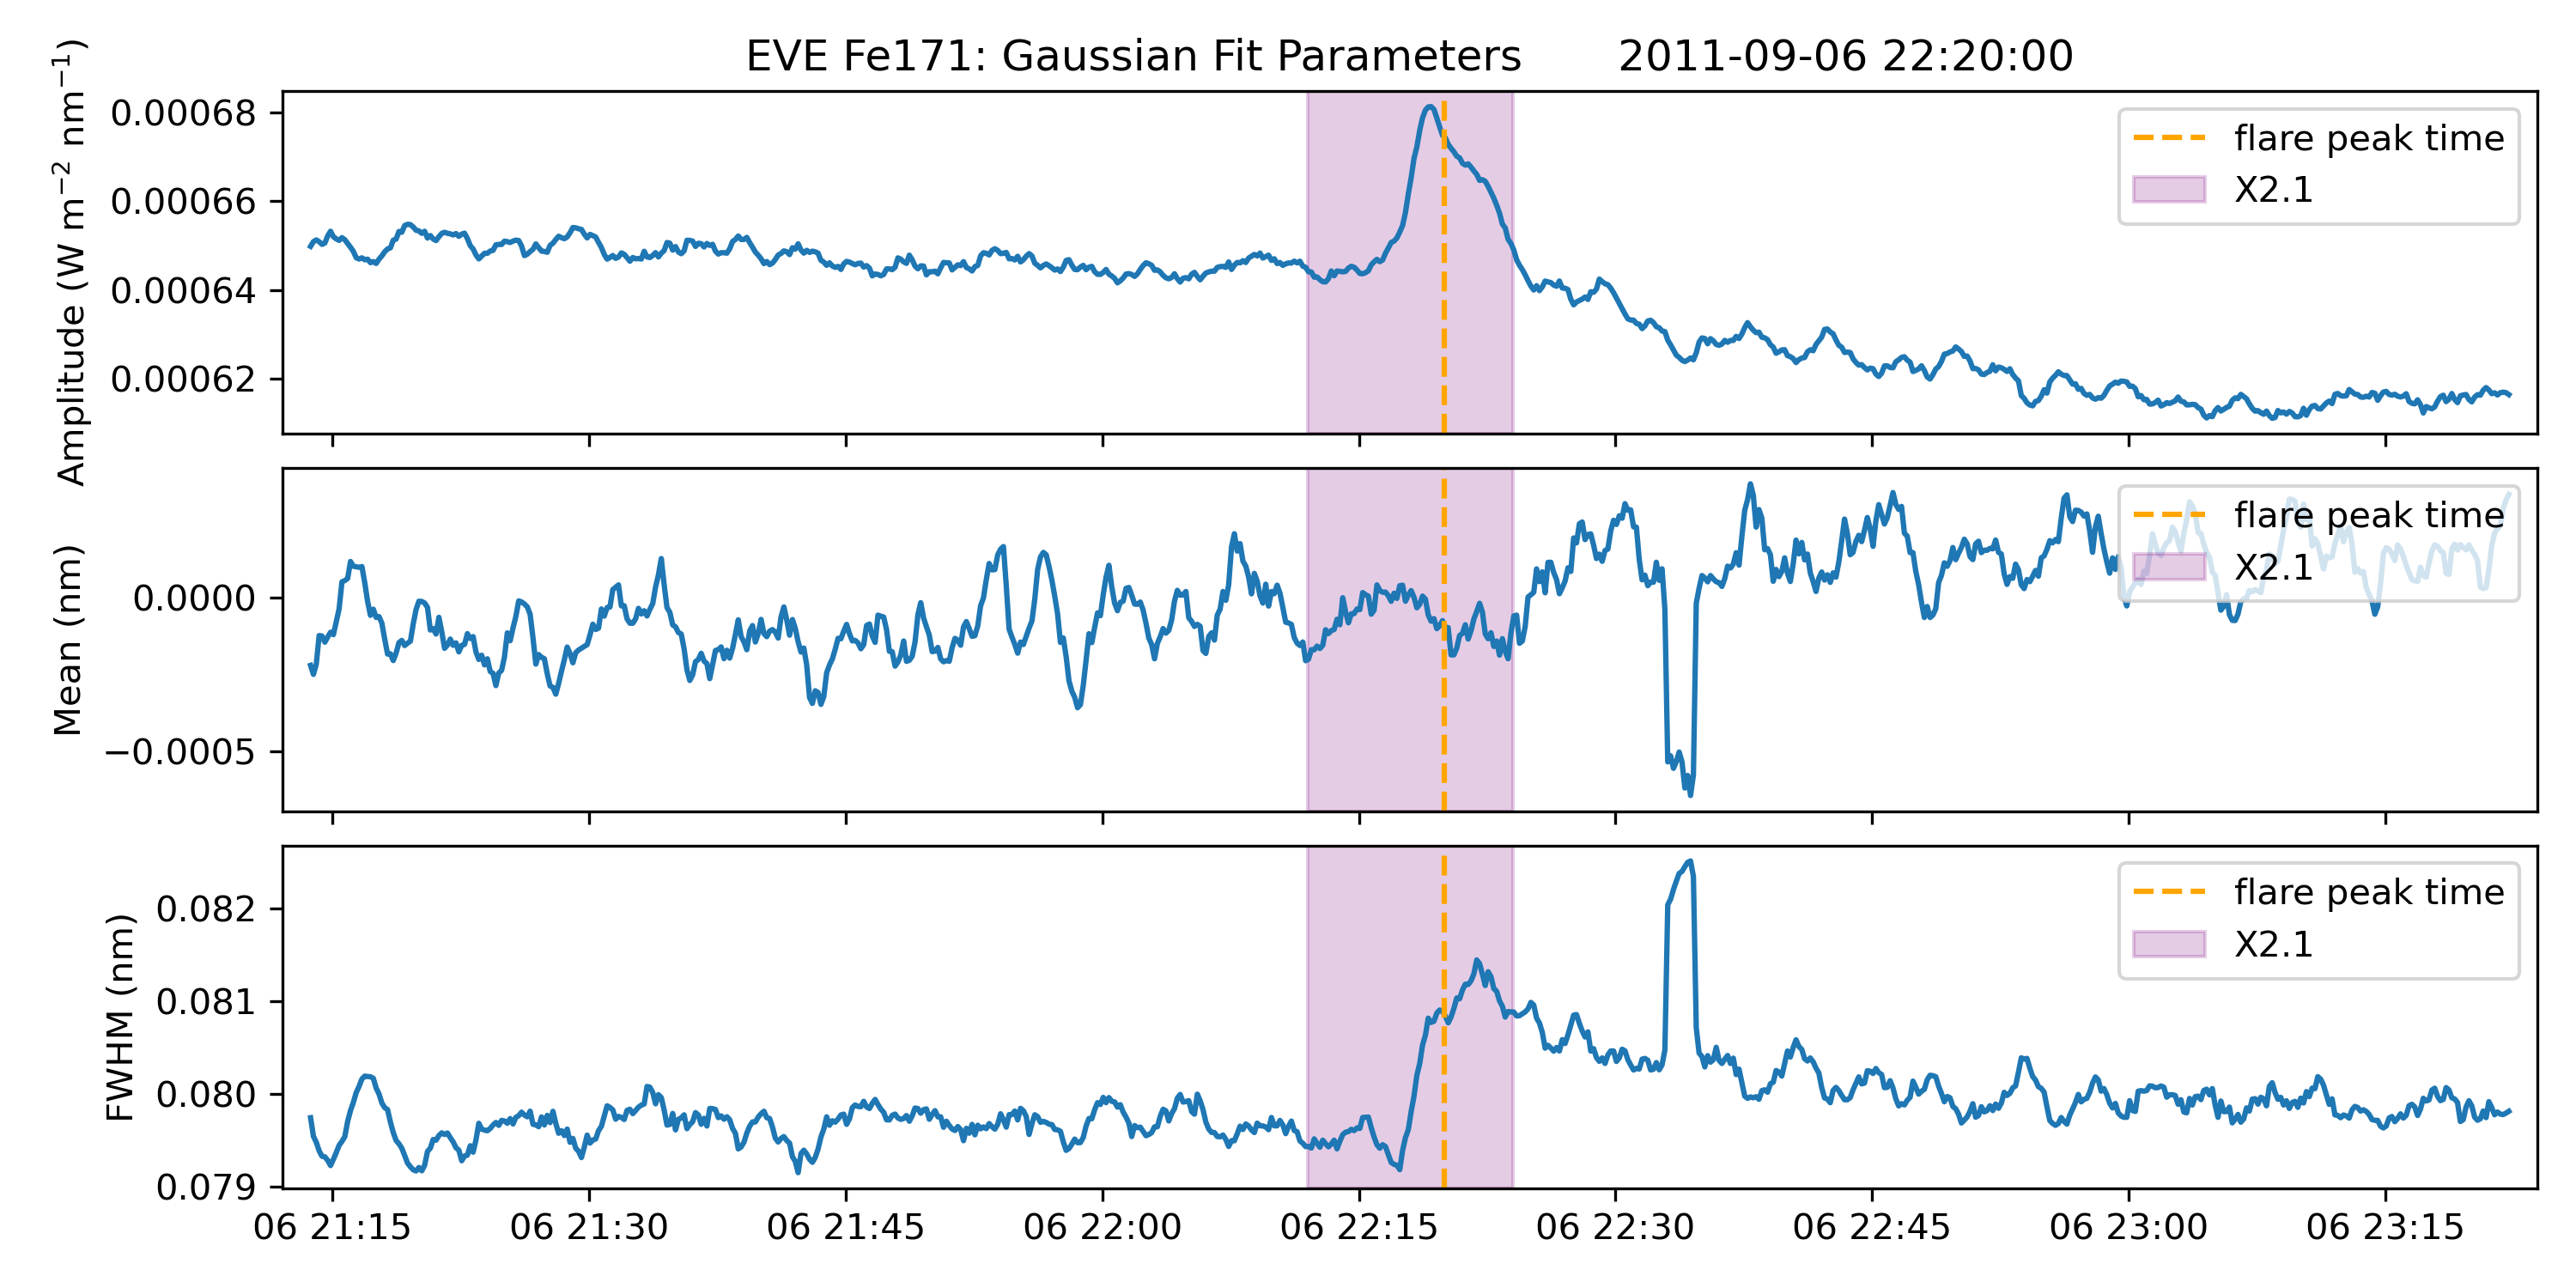 EVE Fe171: Gaussian Fit Parameters 2011-09-06 22:20:00
Amplitude (W m⁻² nm⁻¹)
0.00068
0.00066
0.00064
0.00062
flare peak time
X2.1
Mean (nm)
0.0000
−0.0005
flare peak time
X2.1
FWHM (nm)
0.082
0.081
0.080
0.079
flare peak time
X2.1
06 21:15 06 21:30 06 21:45 06 22:00 06 22:15 06 22:30 06 22:45 06 23:00 06 23:15